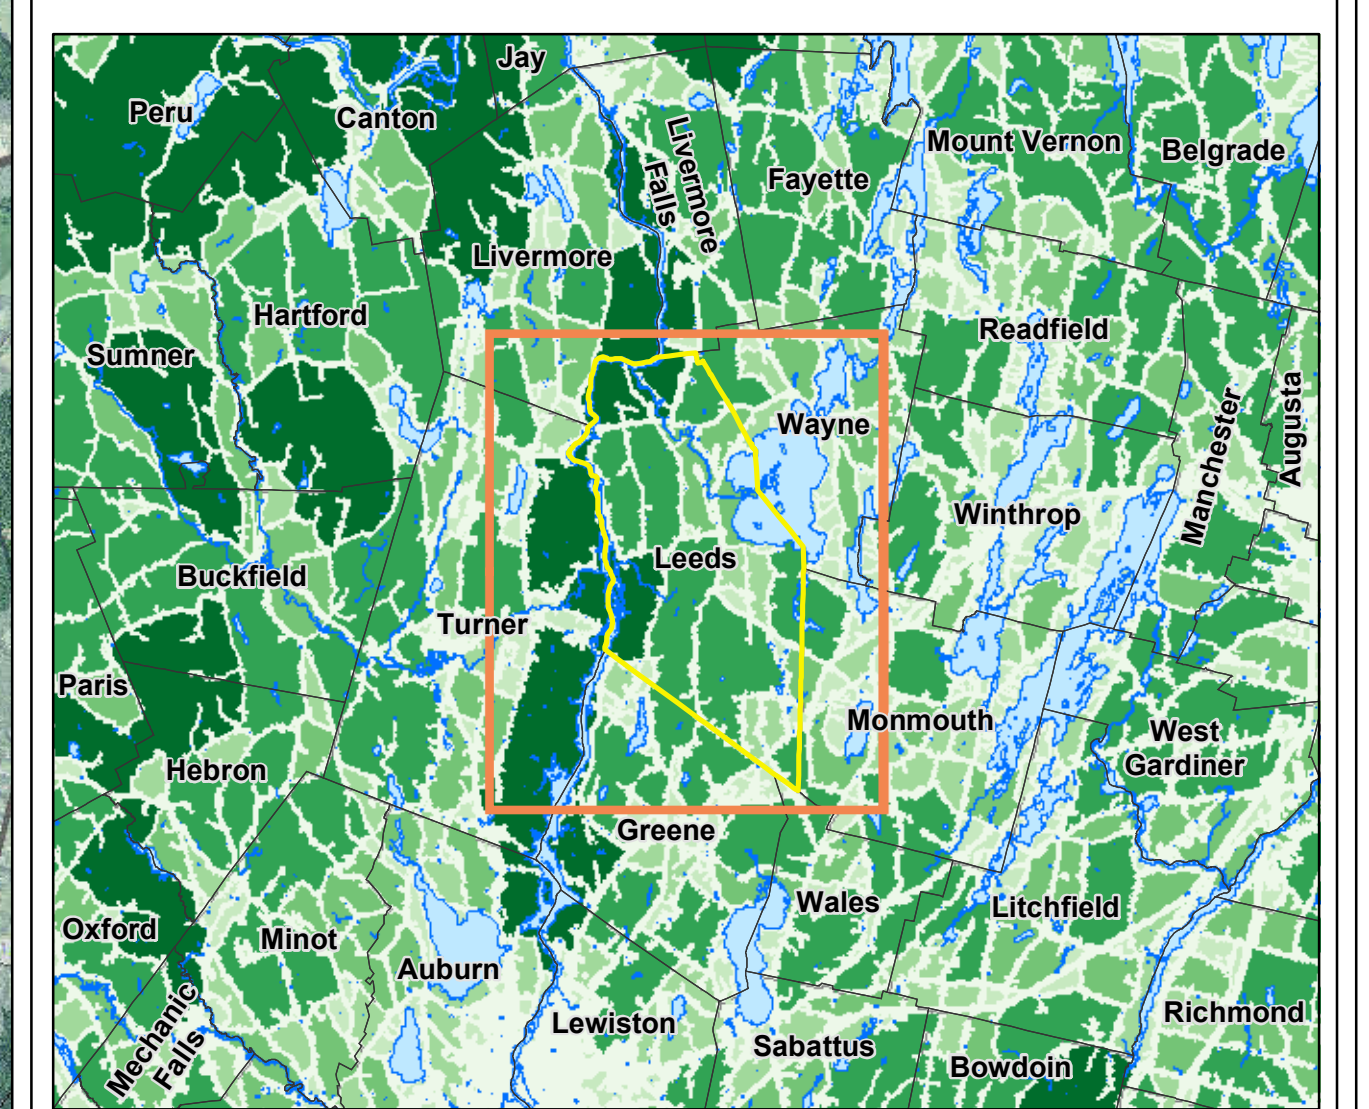 Jay
Peru
Canton
Livermore
Falls
Mount Vernon
Belgrade
Fayette
Livermore
Hartford
Readfield
Sumner
Wayne
Manchester
Augusta
Winthrop
Leeds
Buckfield
Turner
Paris
Monmouth
West
Gardiner
Hebron
Greene
Wales
Litchfield
Oxford
Minot
Auburn
Richmond
Lewiston
Mechanic
Falls
Sabattus
Bowdoin